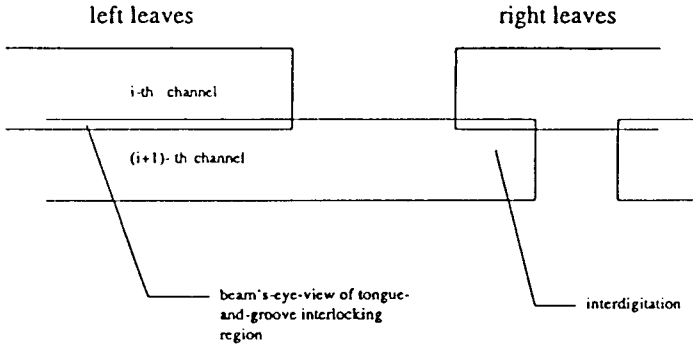 left leaves
right leaves
i-th channel
(i+1)-th channel
beam's-eye-view of tongue-
and-groove interlocking
region
interdigitation